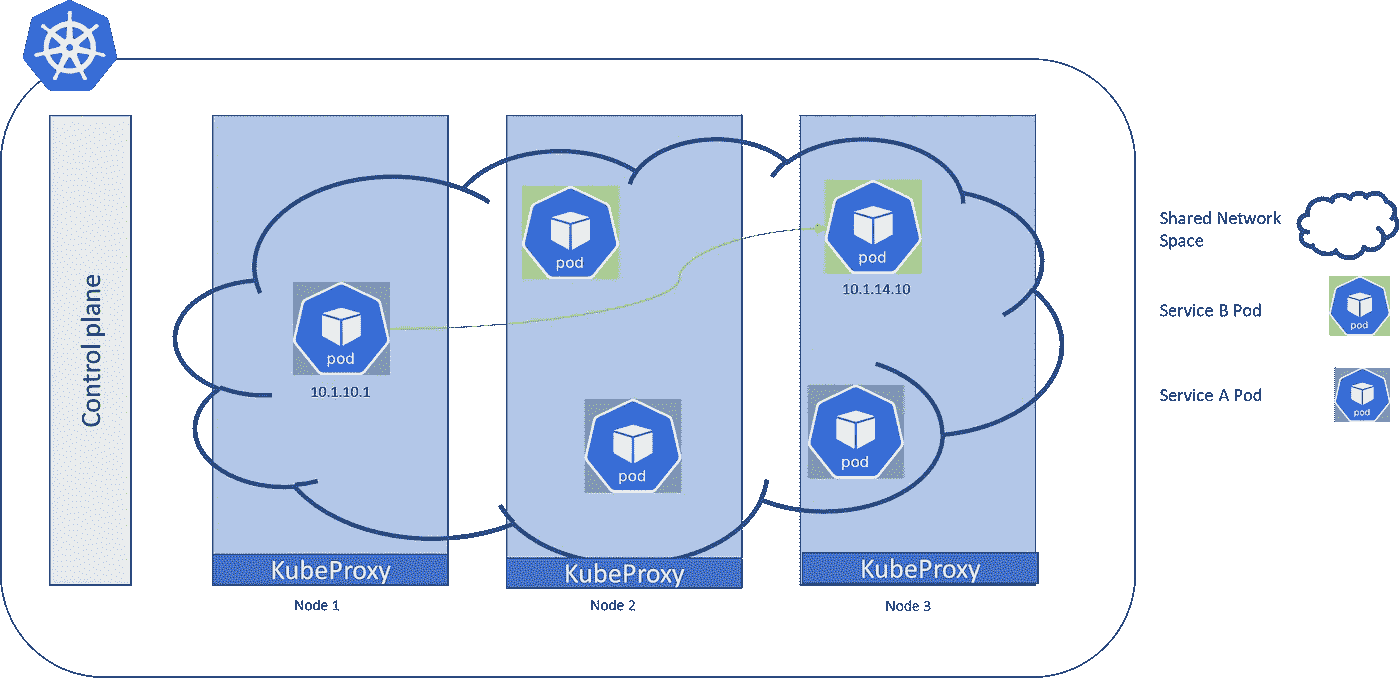 Control plane
pod
10.1.10.1
pod
pod
pod
10.1.14.10
pod
KubeProxy
KubeProxy
KubeProxy
Node 1
Node 2
Node 3
Shared Network
Space
Service B Pod
pod
Service A Pod
pod